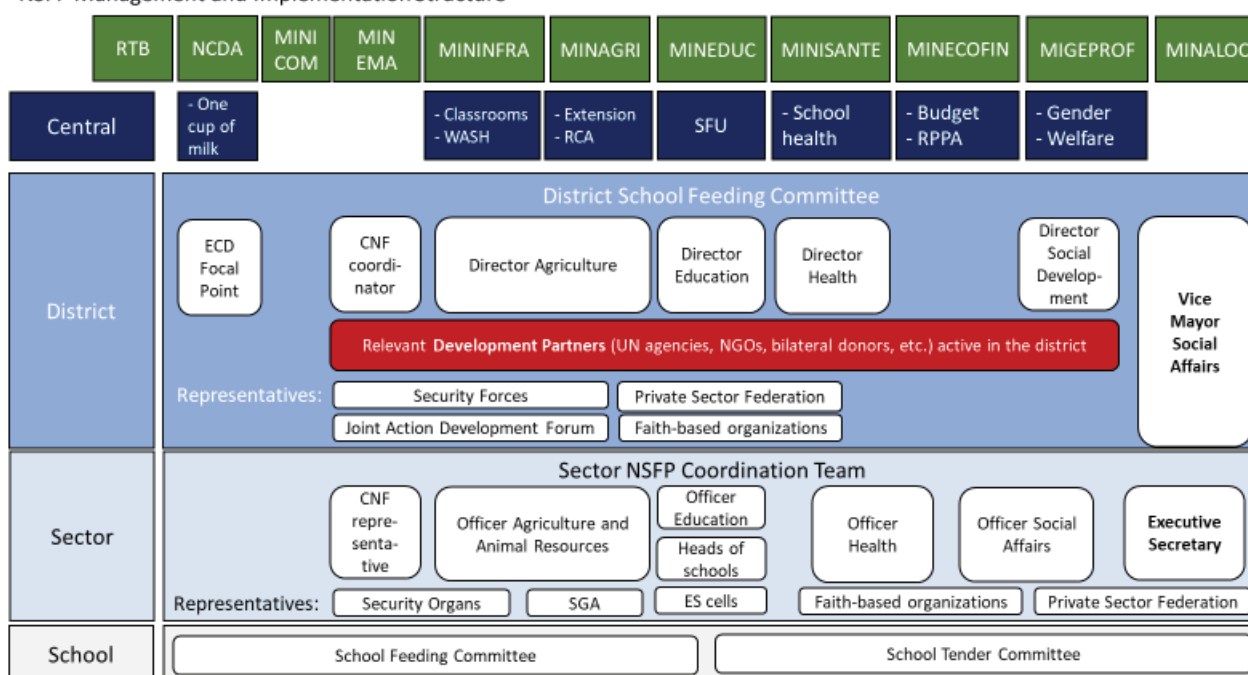 NSFP Management and Implementation Structure
RTB
NCDA
MINI
COM
MIN
EMA
MININFRA
MINAGRI
MINEDUC
MINISANTE
MINECOFIN
MIGEPROF
MINALOC
Central
- One
cup of
milk
- Classrooms
- WASH
- Extension
- RCA
SFU
- School
health
- Budget
- RPPA
- Gender
- Welfare
District
District School Feeding Committee
ECD
Focal
Point
CNF
coordi-
nator
Director Agriculture
Director
Education
Director
Health
Director
Social
Develop-
ment
Vice
Mayor
Social
Affairs
Relevant Development Partners (UN agencies, NGOs, bilateral donors, etc.) active in the district
Representatives:
Security Forces
Private Sector Federation
Joint Action Development Forum
Faith-based organizations
Sector
Sector NSFP Coordination Team
CNF
repre-
senta-
tive
Officer Agriculture and
Animal Resources
Officer
Education
Heads of
schools
Officer
Health
Officer Social
Affairs
Executive
Secretary
Representatives:
Security Organs
SGA
ES cells
Faith-based organizations
Private Sector Federation
School
School Feeding Committee
School Tender Committee